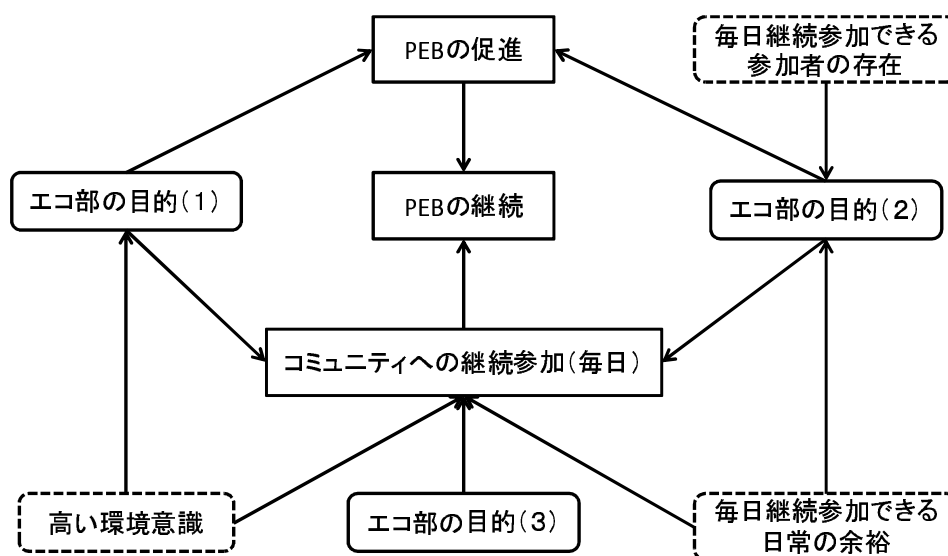 PEBの促進
毎日継続参加できる
参加者の存在
エコ部の目的(1)
PEBの継続
エコ部の目的(2)
コミュニティへの継続参加(毎日)
高い環境意識
エコ部の目的(3)
毎日継続参加できる
日常の余裕